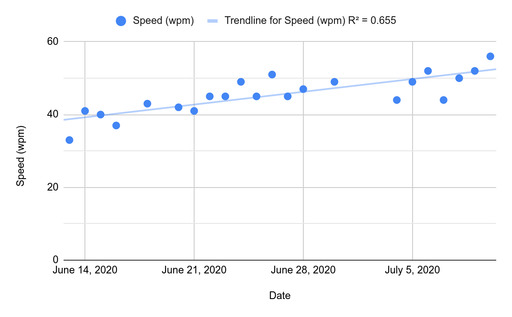 Speed (wpm) Trendline for Speed (wpm) R² = 0.655
60
40
20
0
Speed (wpm)
June 14, 2020 June 21, 2020 June 28, 2020 July 5, 2020
Date